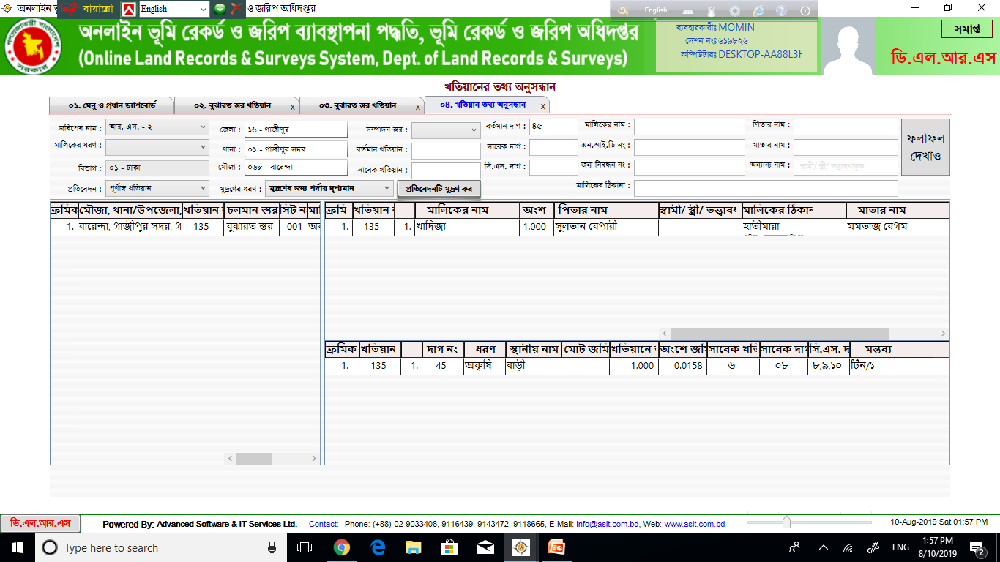 অনলাইন ভূ বায়ান্নো English ও জরিপ অধিদপ্তর
English
অনলাইন ভূমি রেকর্ড ও জরিপ ব্যাবস্থাপনা পদ্ধতি, ভূমি রেকর্ড ও জরিপ অধিদপ্তর
(Online Land Records & Surveys System, Dept. of Land Records & Surveys)
ব্যবহারকারীঃ MOMIN
সেশন নংঃ ৬১৯৮২৬
কম্পিউটারঃ DESKTOP-AA88L3H
সমাপ্ত
ডি.এল.আর.এস
খতিয়ানের তথ্য অনুসন্ধান
০১. মেনু ও প্রধান ড্যাশবোর্ড ০২. বুঝারত স্তর খতিয়ান x ০৩. বুঝারত স্তর খতিয়ান x ০৪. খতিয়ান তথ্য অনুসন্ধান x
জরিপের নাম : আর. এস. - ২ জেলা : ১৬ - গাজীপুর সম্পাদন স্তর : বর্তমান দাগ : ৪৫ মালিকের নাম : পিতার নাম :
মালিকের ধরণ : থানা : ০১ - গাজীপুর সদর বর্তমান খতিয়ান : সাবেক দাগ : এন.আই.ডি নং : মাতার নাম :
বিভাগ : ০১ - ঢাকা মৌজা : ০৬৮ - বারেন্দা সাবেক খতিয়ান : সি.এস. দাগ : জন্ম নিবন্ধন নং : অন্যান্য নাম : স্বামী/ স্ত্রী/ তত্ত্বাবধায়ক
ফলাফল
দেখাও
প্রতিবেদন : পূর্ণাঙ্গ খতিয়ান মুদ্রণের ধরণ : মুদ্রণের জন্য পর্দায় দৃশ্যমান প্রতিবেদনটি মুদ্রণ কর মালিকের ঠিকানা :
ক্রমিক মৌজা, থানা/উপজেলা, খতিয়ান চলমান স্তর সিট ন
1. বারেন্দা, গাজীপুর সদর, গ 135 বুঝারত স্তর 001
ক্রমি খতিয়ান মালিকের নাম অংশ পিতার নাম স্বামী/ স্ত্রী/ তত্ত্বাবধ মালিকের ঠিকান মাতার নাম
1. 135 1. খাদিজা 1.000 সুলতান বেপারী হাতীমারা মমতাজ বেগম
ক্রমিক খতিয়ান দাগ নং ধরণ স্থানীয় নাম মোট জমি খতিয়ানে অংশে জমি সাবেক খতি সাবেক দাগ সি.এস. দ মন্তব্য
1. 135 1. 45 অকৃষি বাড়ী 1.000 0.0158 ৬ ০৮ ৮,৯,১০ টিন/১
ডি.এল.আর.এস Powered By: Advanced Software & IT Services Ltd. Contact: Phone: (+88)-02-9033408, 9116439, 9143472, 9118665, E-Mail: info@asit.com.bd, Web: www.asit.com.bd 10-Aug-2019 Sat 01:57 PM
Type here to search ENG 1:57 PM
8/10/2019 2